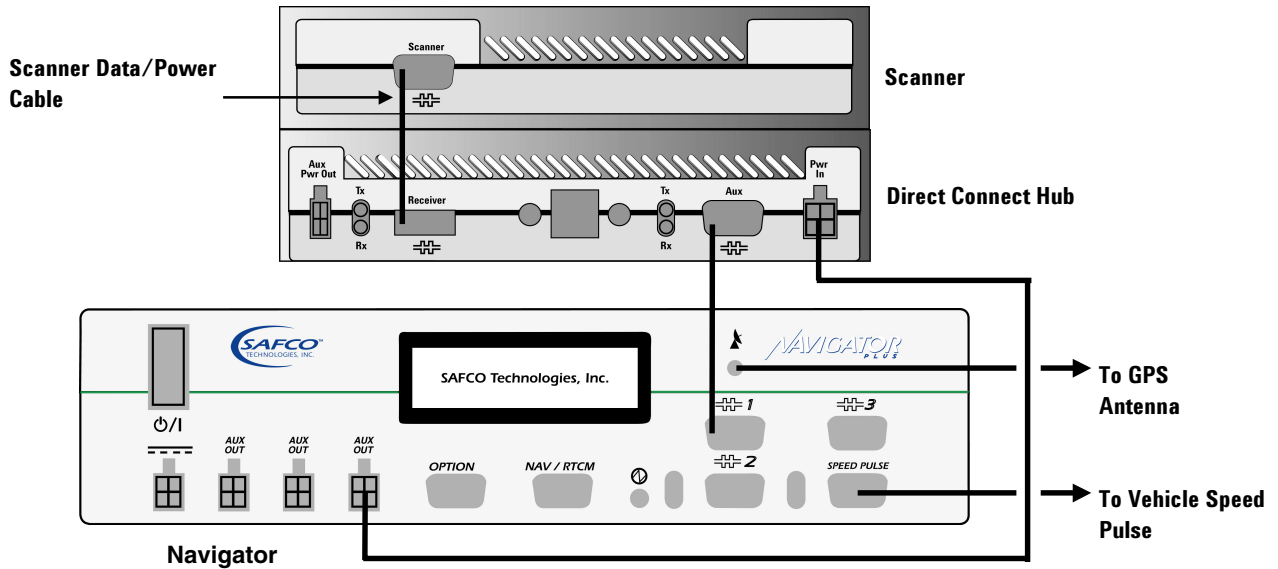 Scanner
Scanner Data/Power
Cable
Scanner
Aux
Pwr Out
Tx
Rx
Receiver
Tx
Rx
Aux
Pwr
In
Direct Connect Hub
SAFCO™
TECHNOLOGIES, INC.
SAFCO Technologies, Inc.
NAVIGATOR
PLUS
To GPS
Antenna
1
3
⏻/I
AUX
OUT
AUX
OUT
AUX
OUT
OPTION
NAV / RTCM
2
SPEED PULSE
To Vehicle Speed
Pulse
Navigator